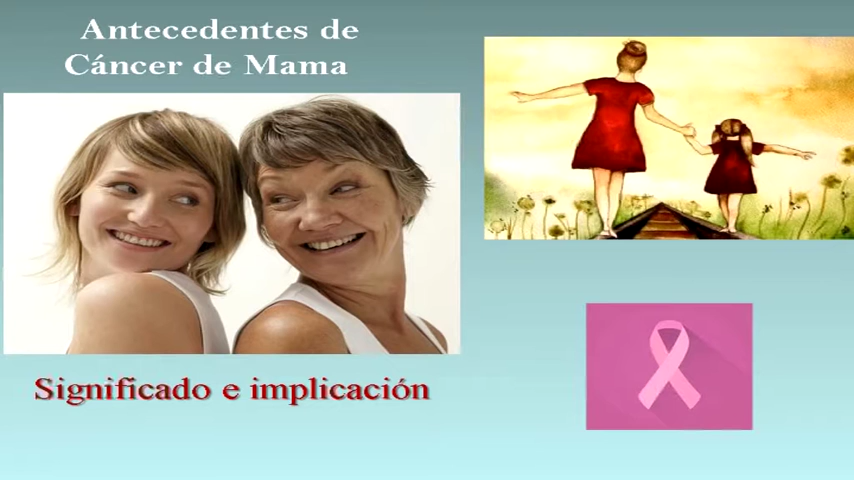 Antecedentes de
Cáncer de Mama
Significado e implicación